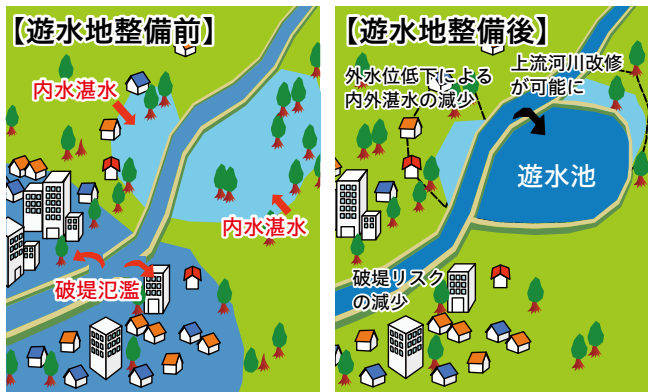 【遊水地整備前】
内水湛水
内水湛水
破堤氾濫
【遊水地整備後】
外水位低下による
内外湛水の減少
上流河川改修
が可能に
遊水池
破堤リスク
の減少